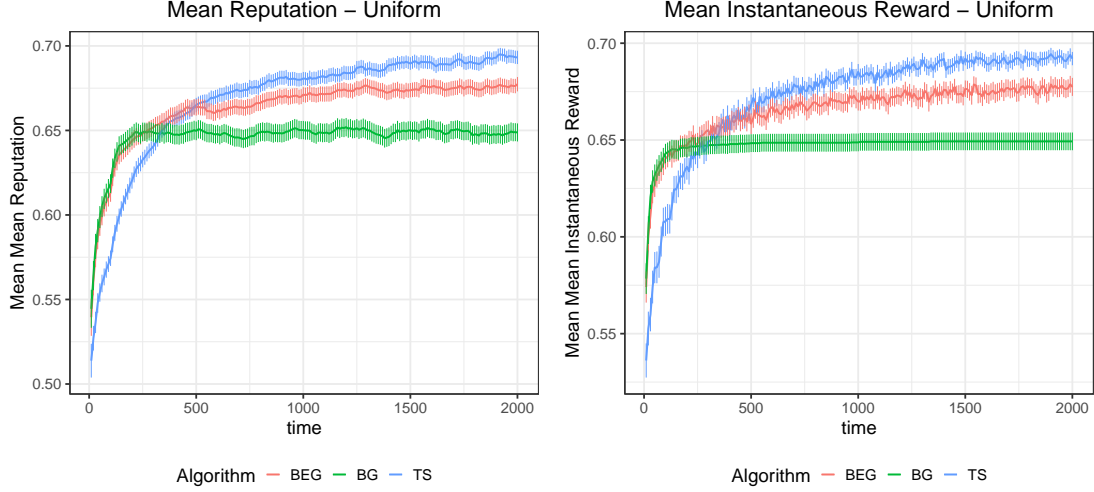 Mean Reputation – Uniform
Mean Mean Reputation
0.70
0.65
0.60
0.55
0.50
0 500 1000 1500 2000
time
Algorithm BEG BG TS
Mean Instantaneous Reward – Uniform
Mean Mean Instantaneous Reward
0.70
0.65
0.60
0.55
0 500 1000 1500 2000
time
Algorithm BEG BG TS